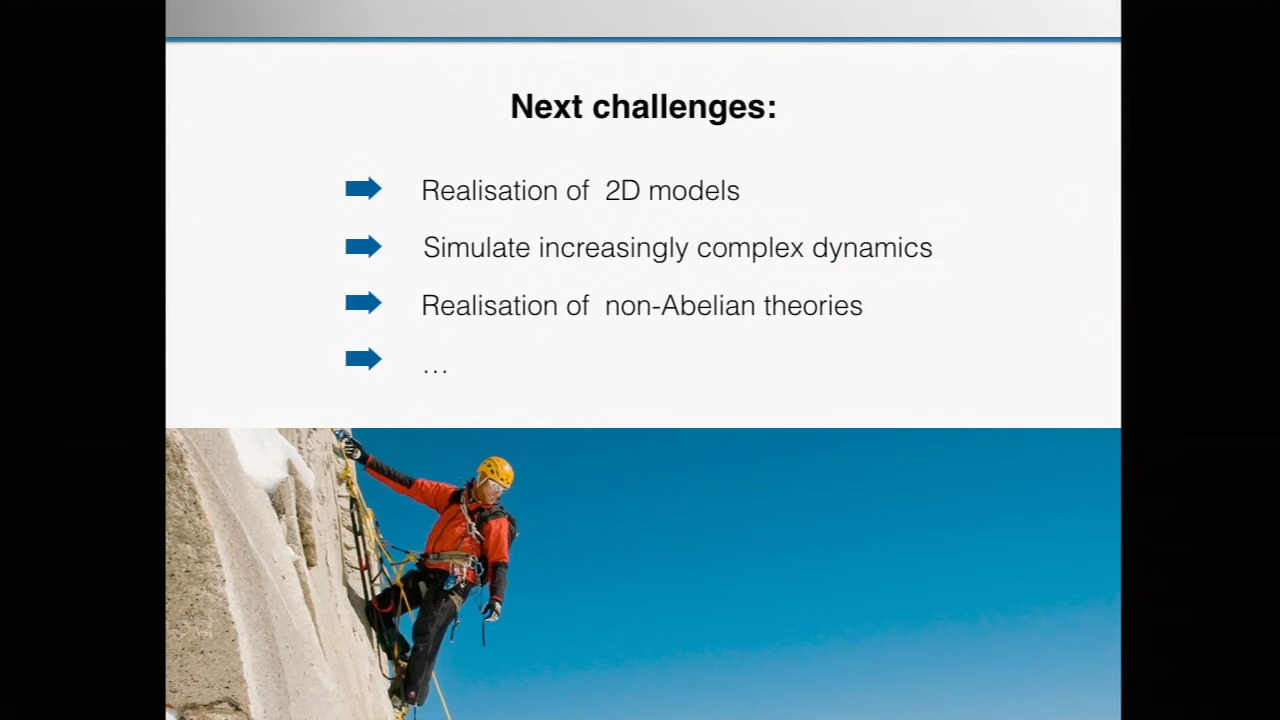 Next challenges:
Realisation of 2D models
Simulate increasingly complex dynamics
Realisation of non-Abelian theories
...